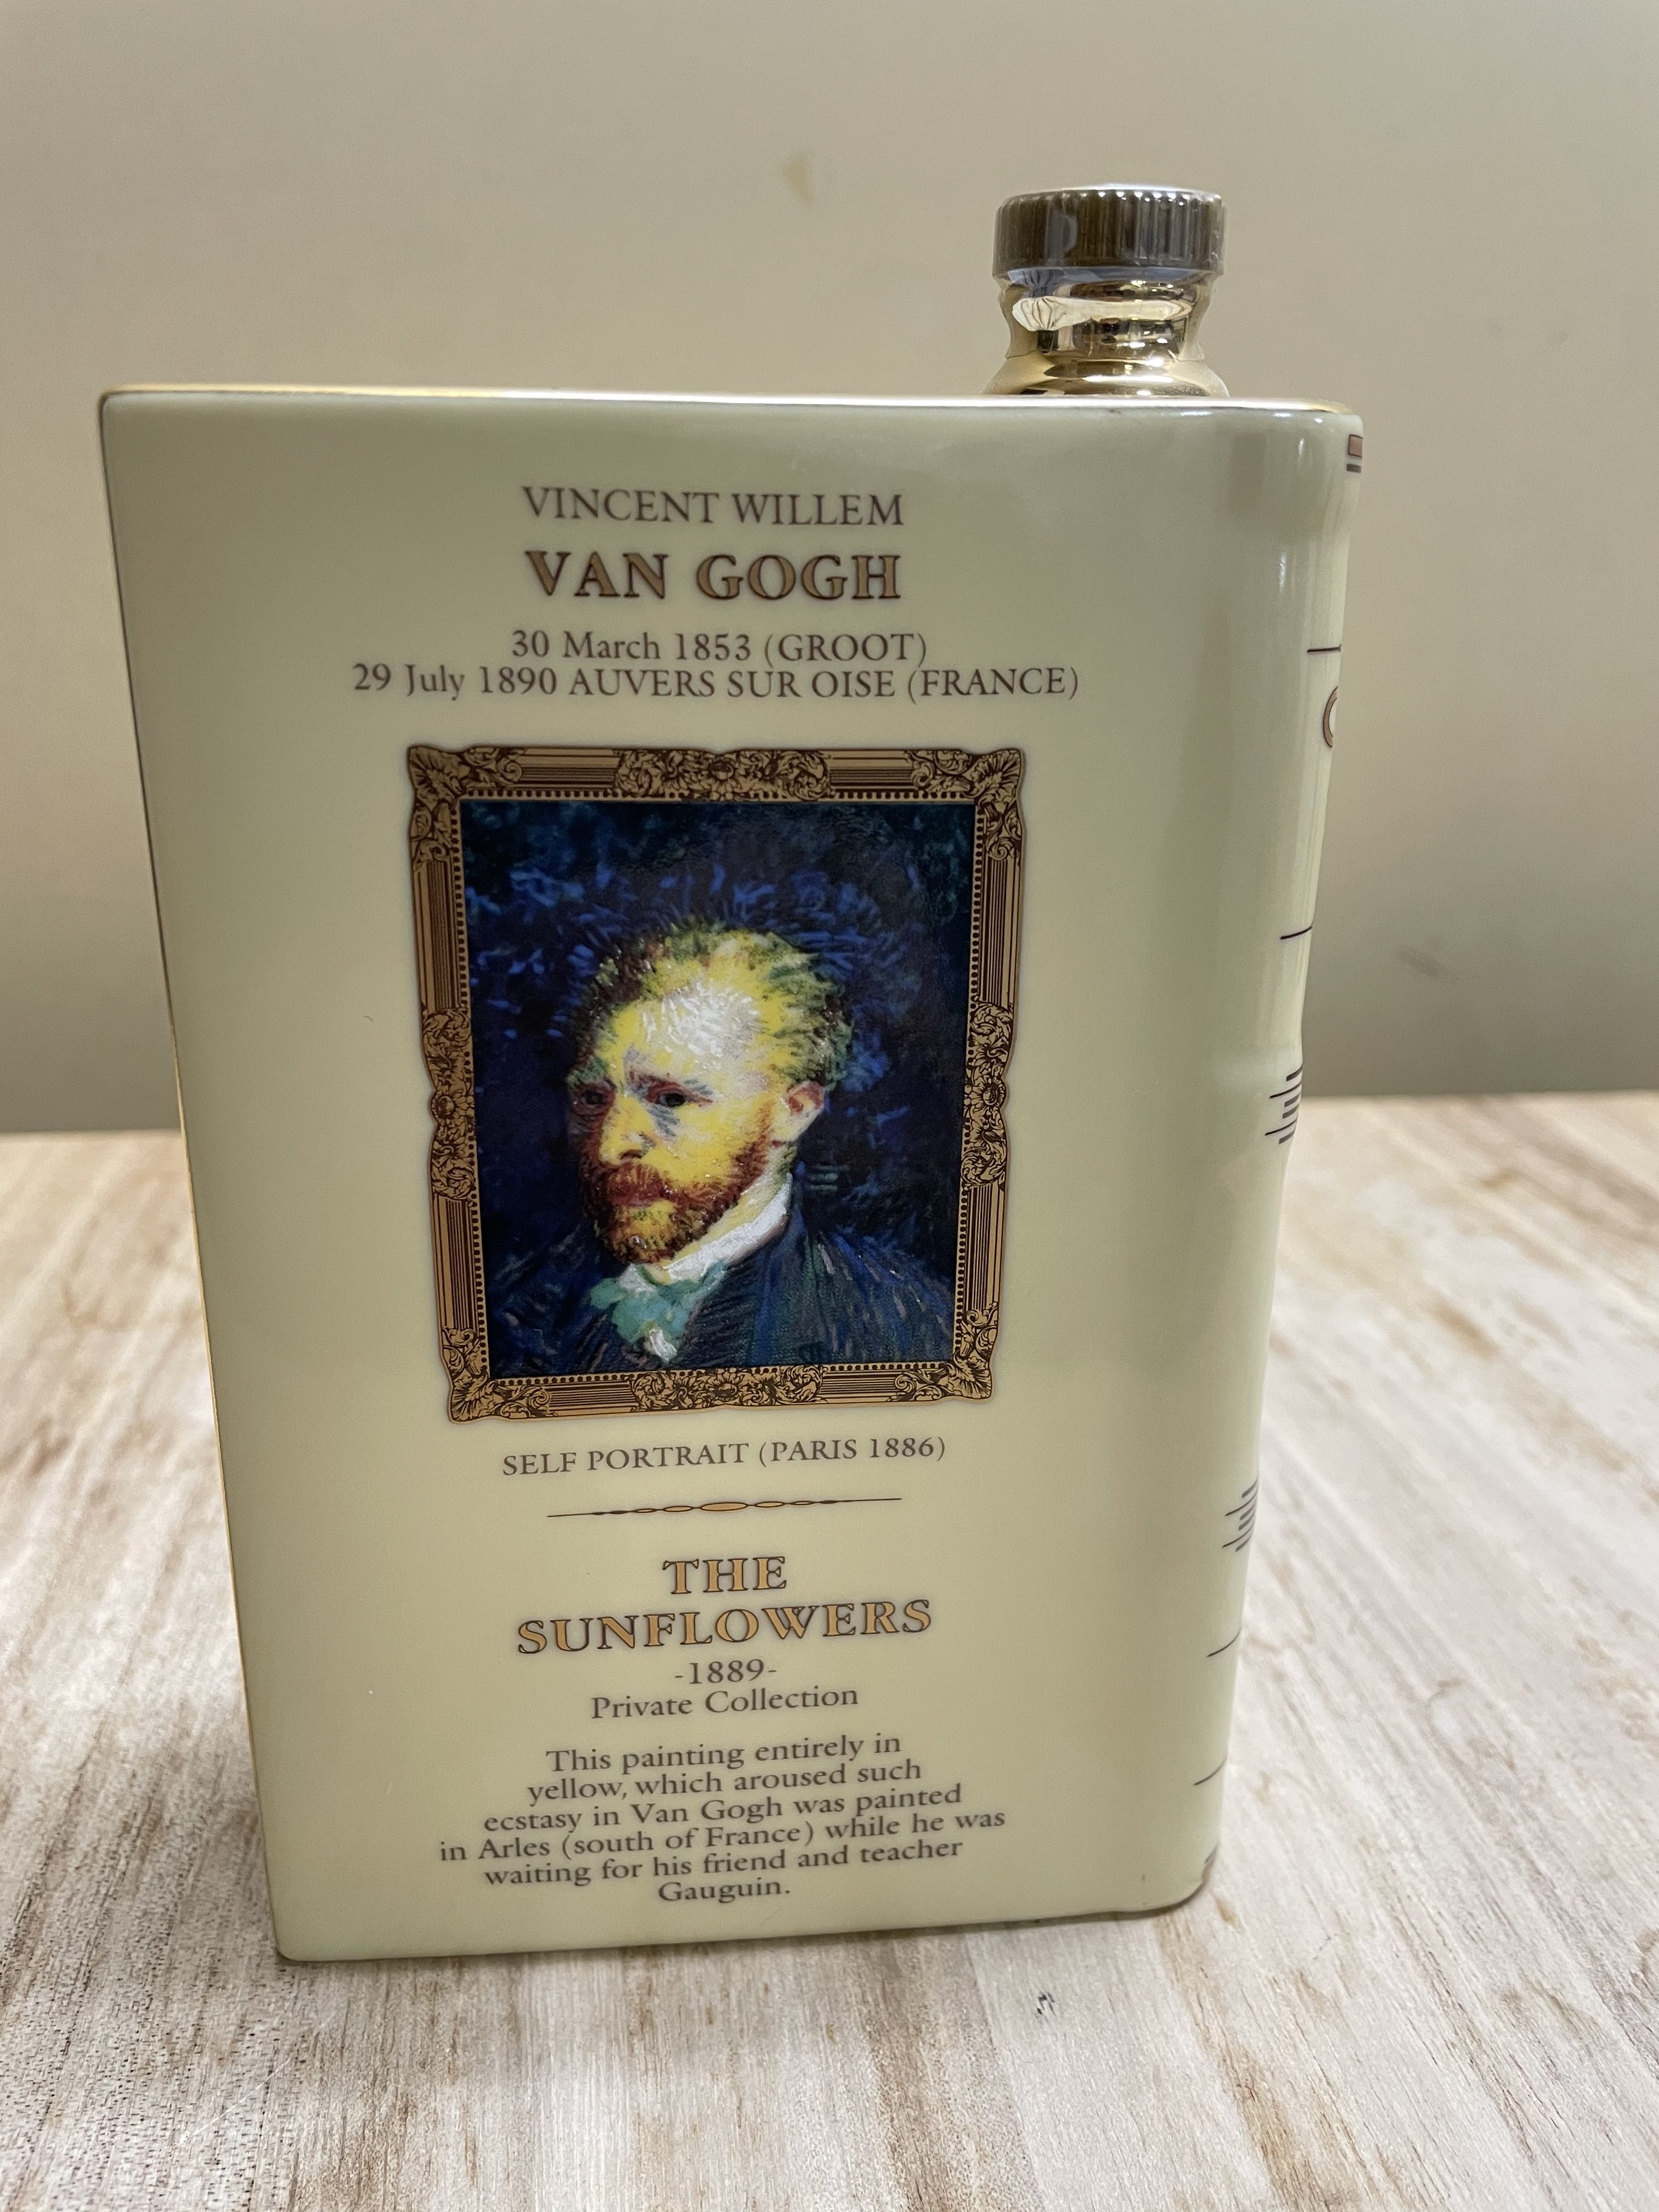 VINCENT WILLEM
VAN GOGH
30 March 1853 (GROOT)
29 July 1890 AUVERS SUR OISE (FRANCE)
SELF PORTRAIT (PARIS 1886)
THE
SUNFLOWERS
-1889-
Private Collection
This painting entirely in
yellow, which aroused such
ecstasy in Van Gogh was painted
in Arles (south of France) while he was
waiting for his friend and teacher
Gauguin.